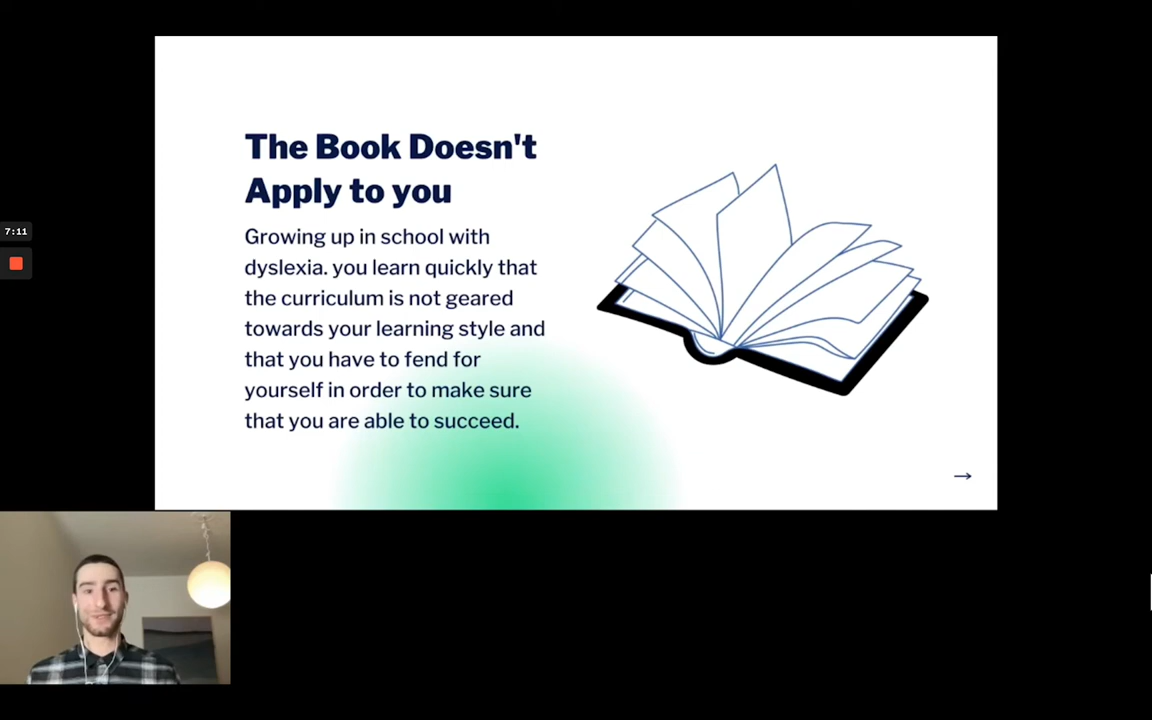 The Book Doesn't
Apply to you
Growing up in school with
dyslexia. you learn quickly that
the curriculum is not geared
towards your learning style and
that you have to fend for
yourself in order to make sure
that you are able to succeed.
7:11